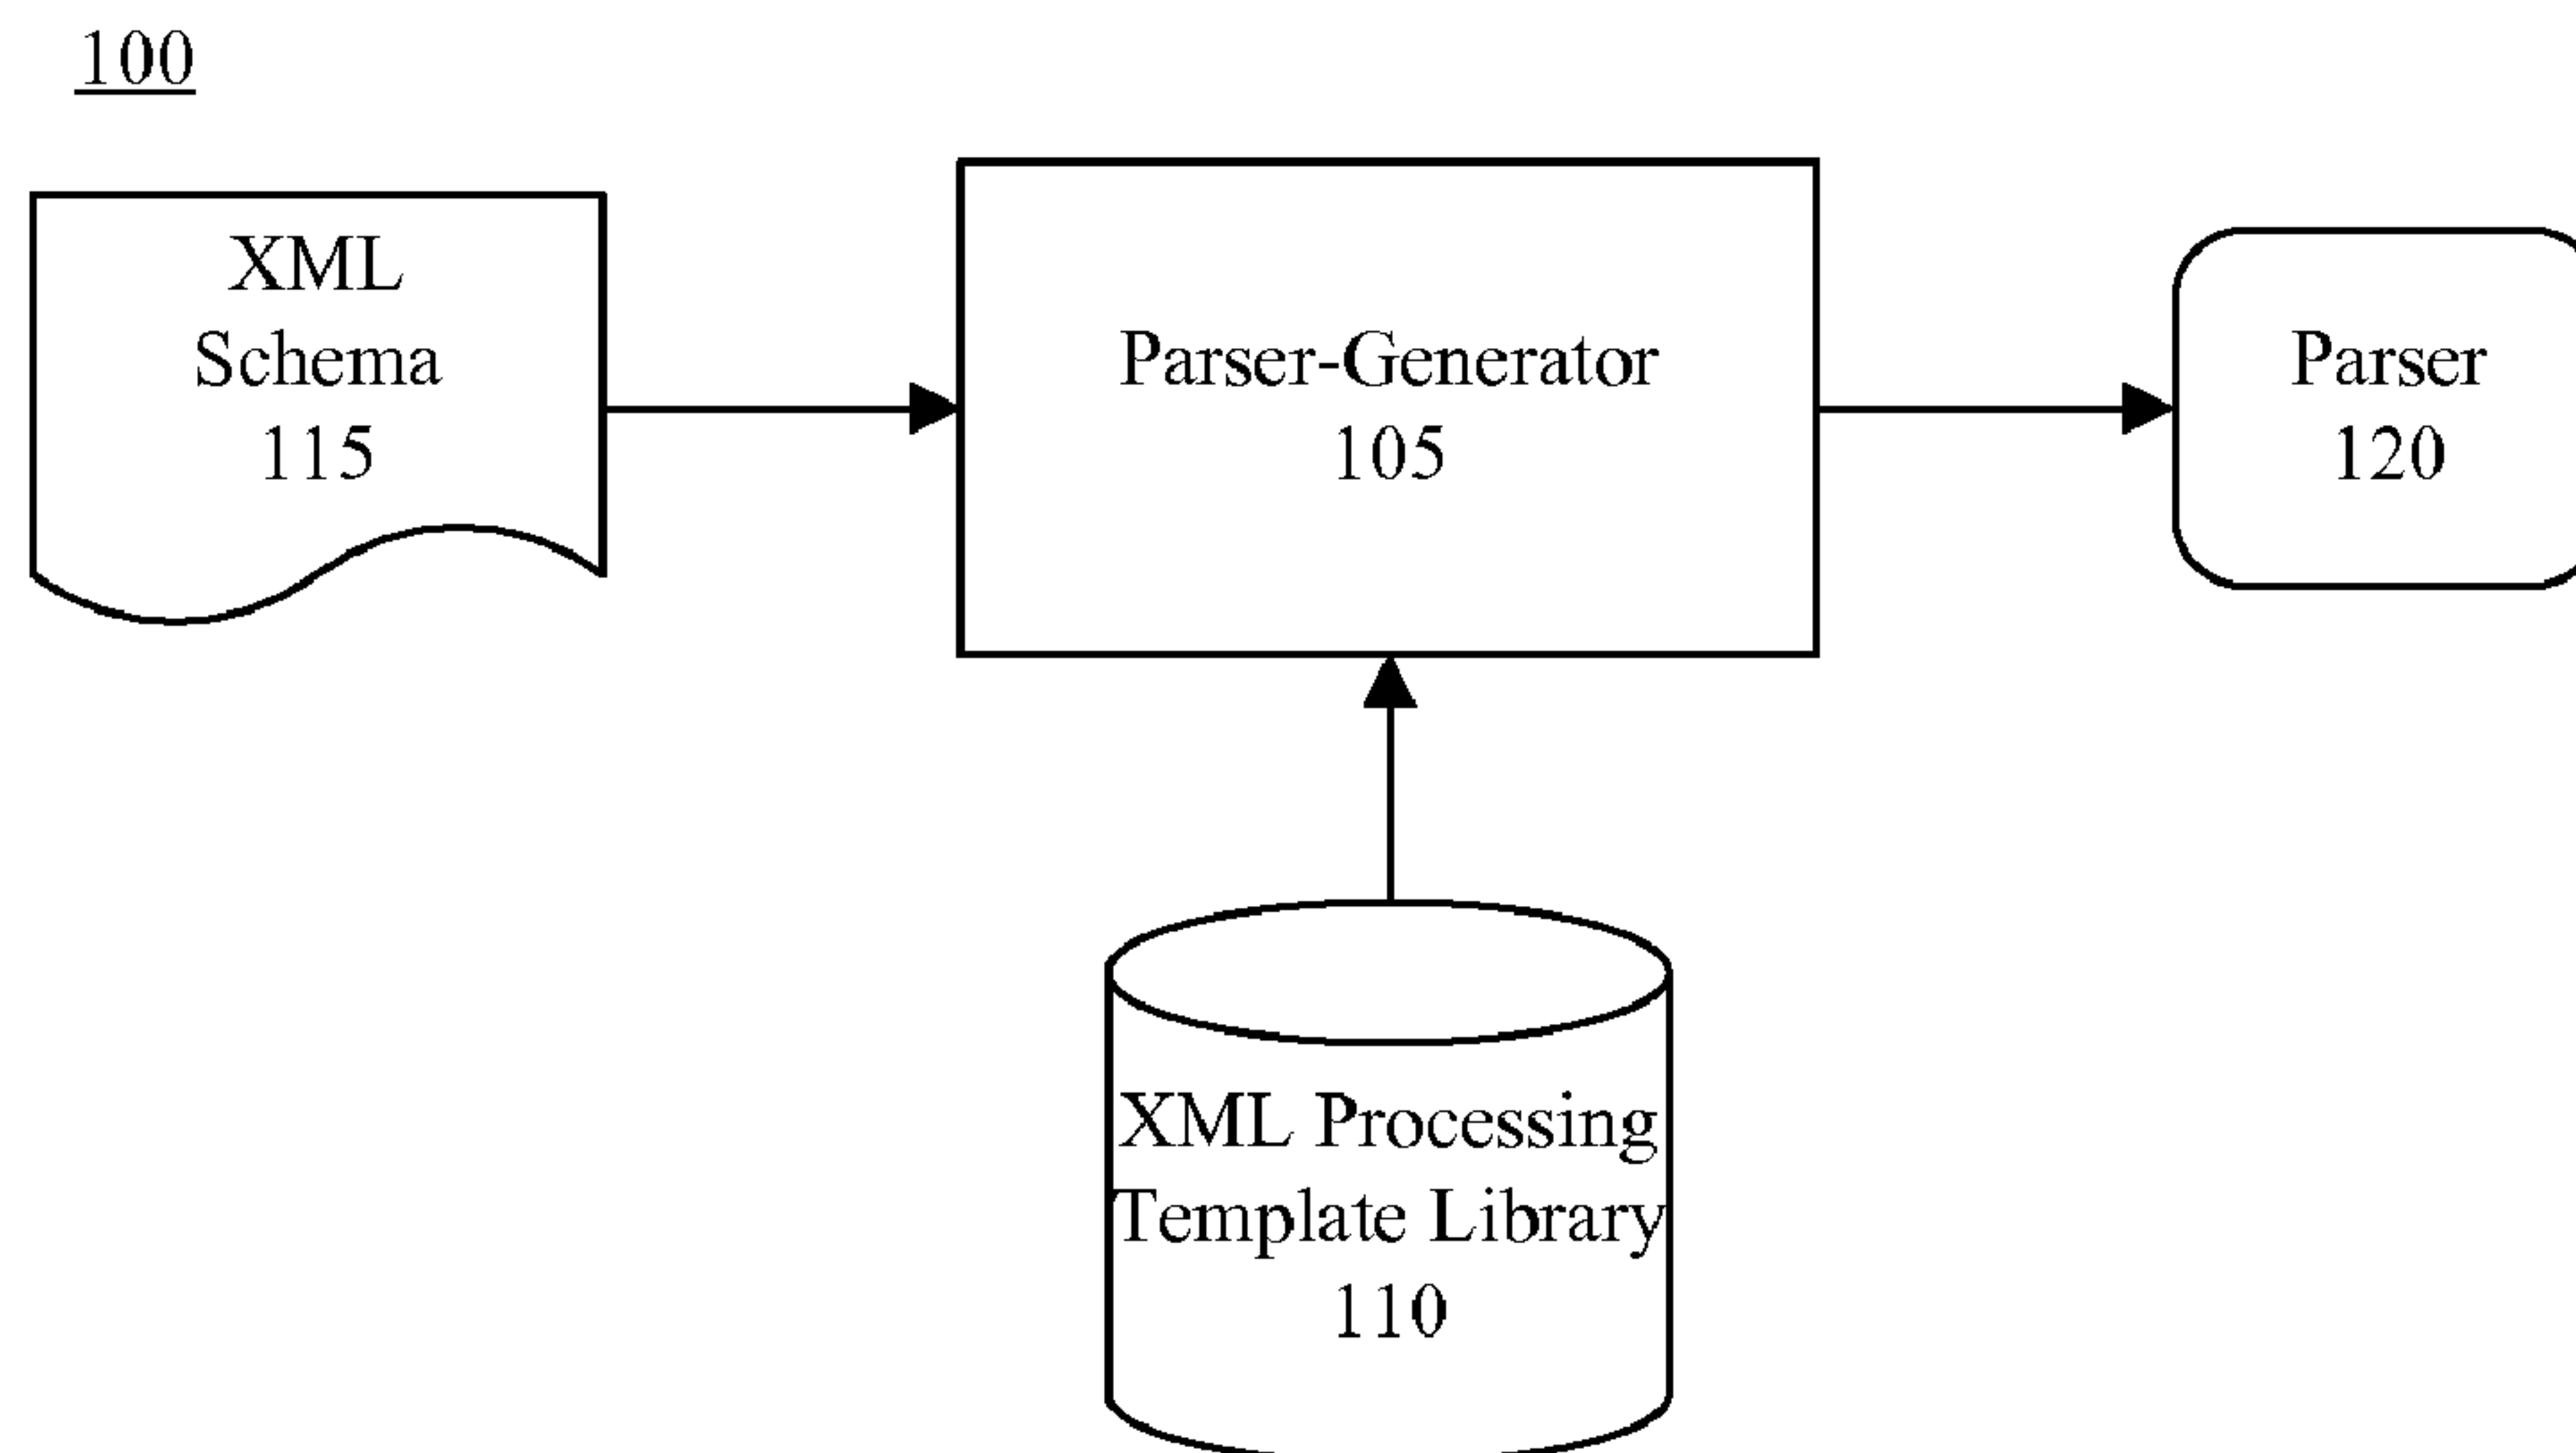 100
XML
Schema
115
Parser-Generator
105
Parser
120
XML Processing
Template Library
110